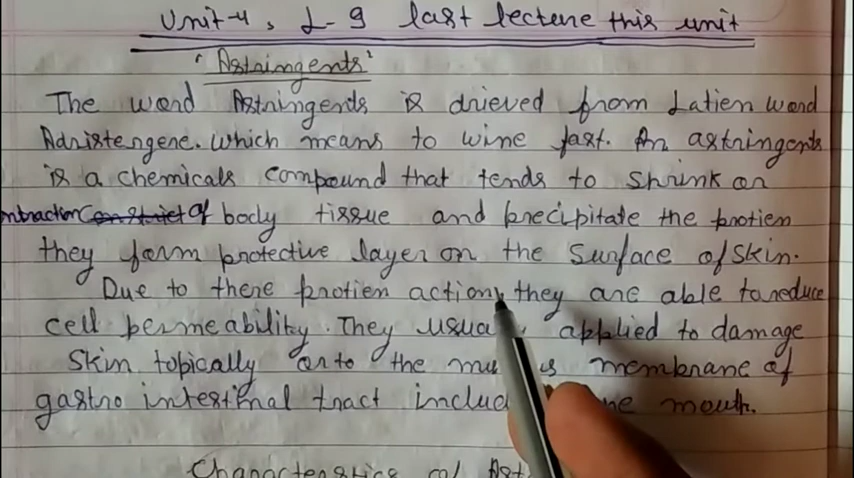 Unit-4, L-9 last lecture this unit
'Astringents'
The word Astringents is drieved from Latien word
Adristengene. which means to wine fast. An astringents
is a chemicals compound that tends to shrink or
of body tissue and precipitate the protien
they form protective layer on the surface of skin.
Due to there protien action, they are able to reduce
cell permeability. They applied to damage
skin topically or to the membrane of
gastro intestinal tract mouth.
Characteristics of